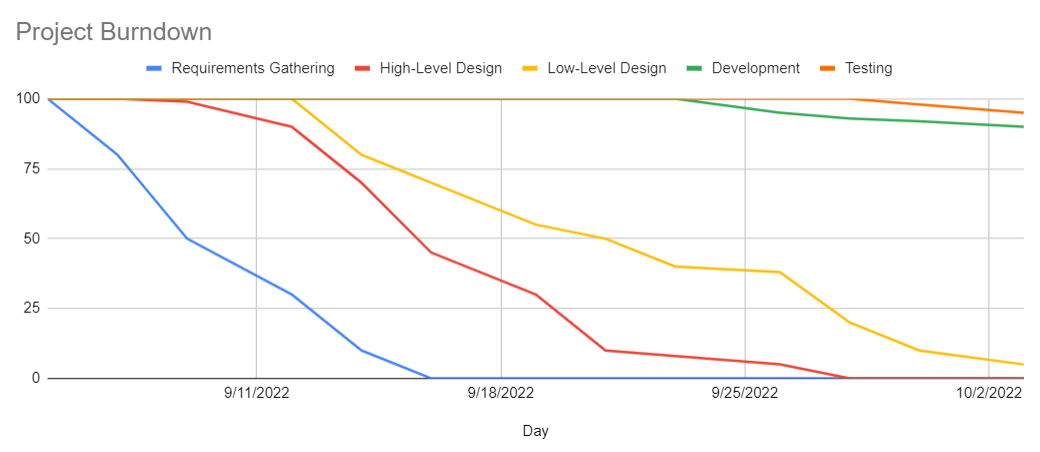 Project Burndown
Requirements Gathering High-Level Design Low-Level Design Development Testing
100
75
50
25
0
9/11/2022 9/18/2022 9/25/2022 10/2/2022
Day